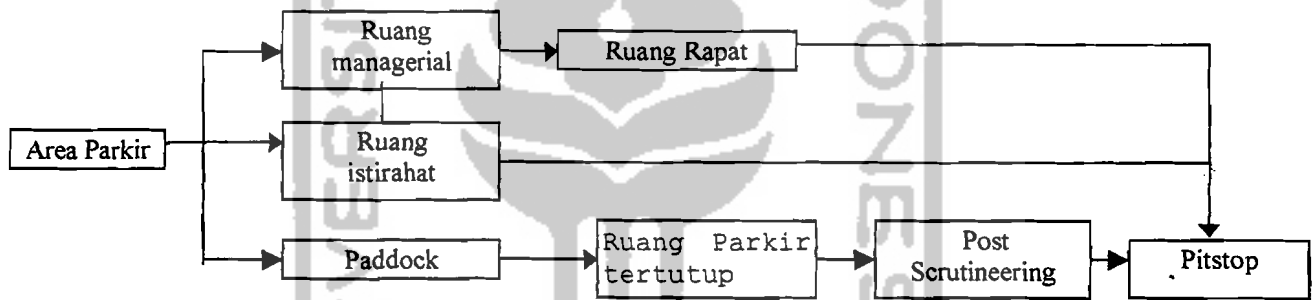 Ruang
managerial
Ruang Rapat
Area Parkir
Ruang
istirahat
Paddock
Ruang Parkir
tertutup
Post
Scrutineering
Pitstop